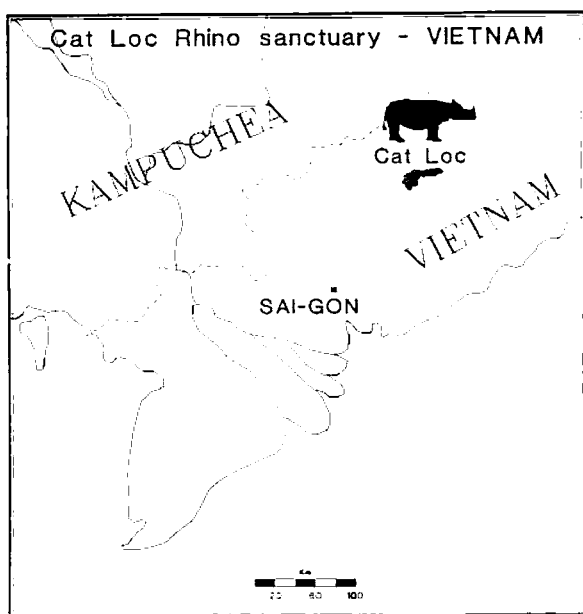 Cat Loc Rhino sanctuary - VIETNAM
KAMPUCHEA
Cat Loc
VIETNAM
SAI-GON
Km
20 60 100